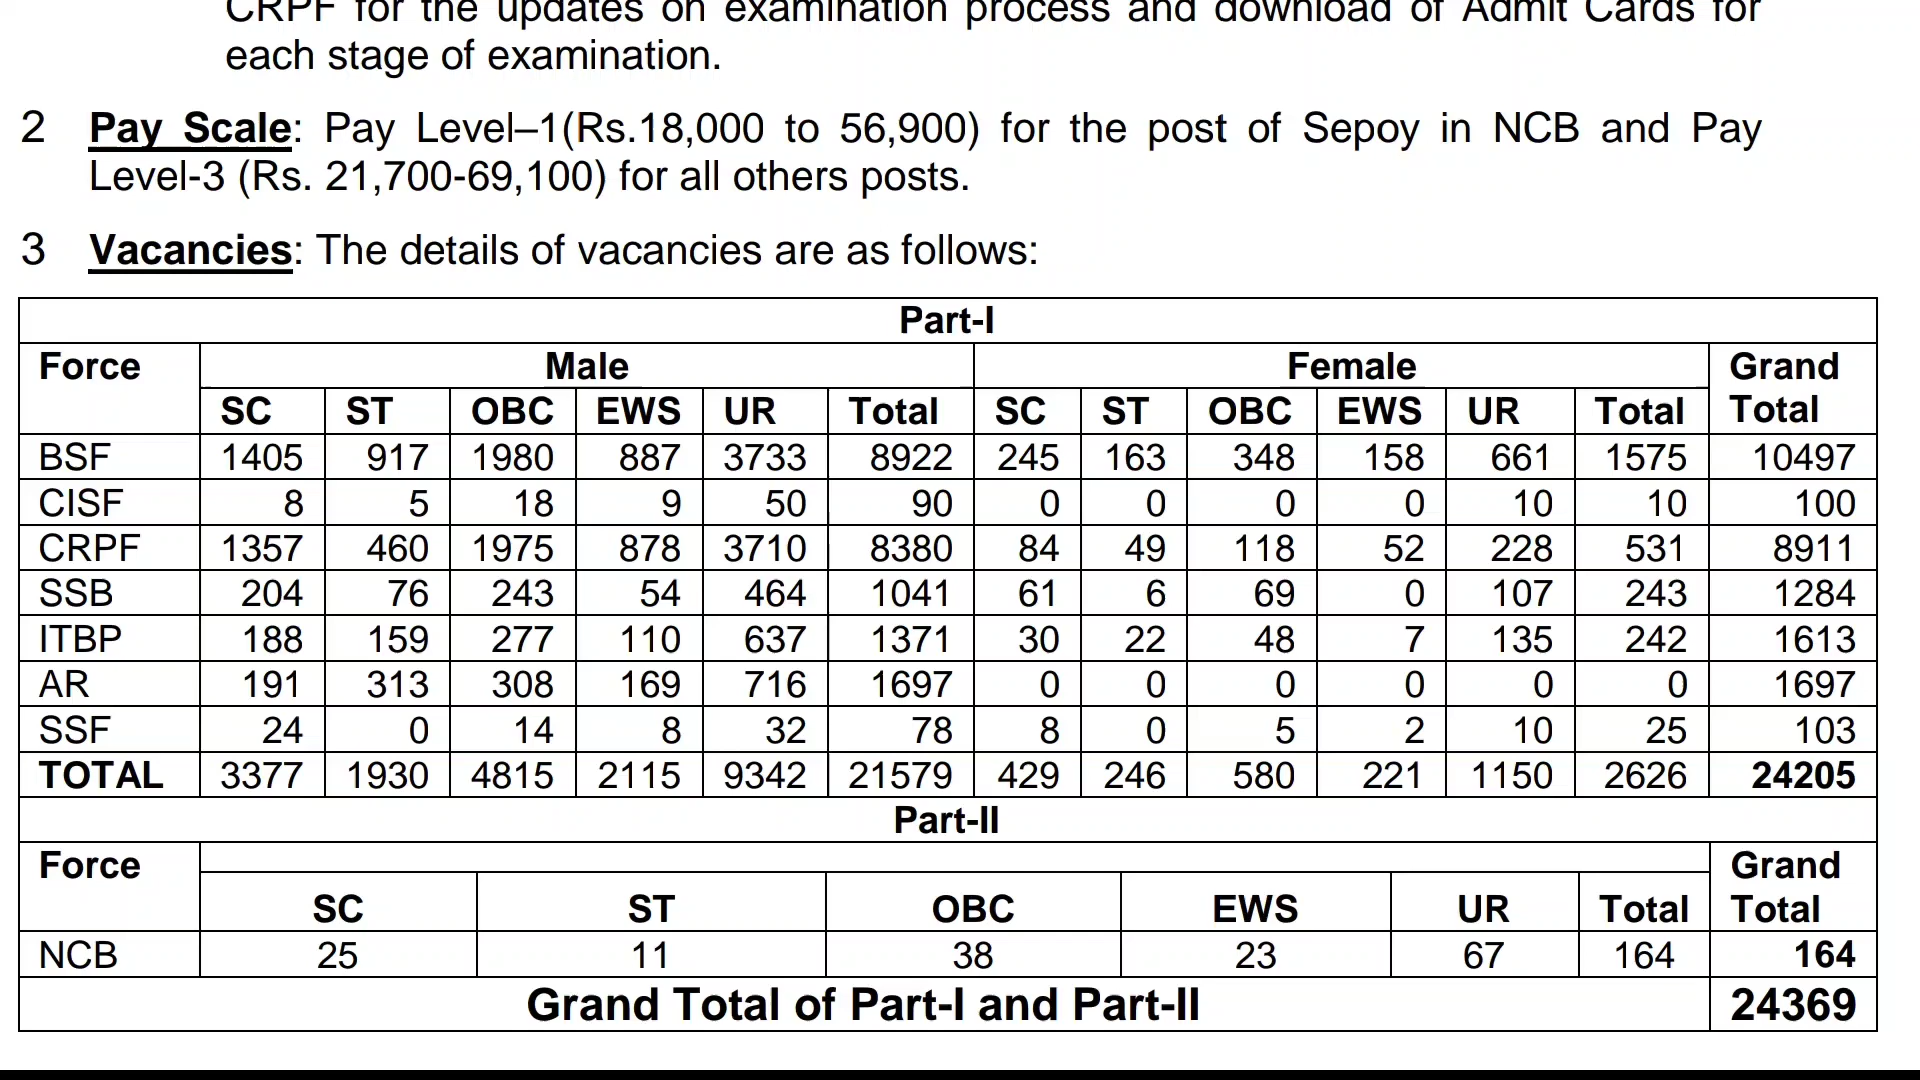 CRPF for the updates on examination process and download of Admit Cards for
each stage of examination.
2 Pay Scale: Pay Level–1(Rs.18,000 to 56,900) for the post of Sepoy in NCB and Pay
Level-3 (Rs. 21,700-69,100) for all others posts.
3 Vacancies: The details of vacancies are as follows:
Part-I
Force Male Female Grand Total
SC ST OBC EWS UR Total SC ST OBC EWS UR Total
BSF 1405 917 1980 887 3733 8922 245 163 348 158 661 1575 10497
CISF 8 5 18 9 50 90 0 0 0 0 10 10 100
CRPF 1357 460 1975 878 3710 8380 84 49 118 52 228 531 8911
SSB 204 76 243 54 464 1041 61 6 69 0 107 243 1284
ITBP 188 159 277 110 637 1371 30 22 48 7 135 242 1613
AR 191 313 308 169 716 1697 0 0 0 0 0 0 1697
SSF 24 0 14 8 32 78 8 0 5 2 10 25 103
TOTAL 3377 1930 4815 2115 9342 21579 429 246 580 221 1150 2626 24205
Part-II
Force Grand Total
SC ST OBC EWS UR Total
NCB 25 11 38 23 67 164 164
Grand Total of Part-I and Part-II 24369